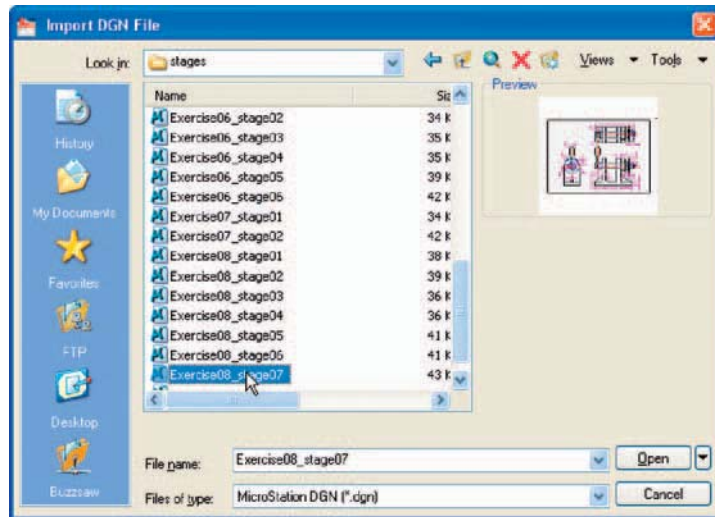 Import DGN File
Look in: stages Views Tools
Name Siz
Preview
Exercise06_stage02 34 K
Exercise06_stage03 35 K
Exercise06_stage04 35 K
Exercise06_stage05 39 K
Exercise06_stage06 42 K
Exercise07_stage01 34 K
Exercise07_stage02 42 K
Exercise08_stage01 38 K
Exercise08_stage02 39 K
Exercise08_stage03 36 K
Exercise08_stage04 36 K
Exercise08_stage05 41 K
Exercise08_stage06 41 K
Exercise08_stage07 43 K
History
My Documents
Favorites
FTP
Desktop
Buzzsaw
File name: Exercise08_stage07 Open
Files of type: MicroStation DGN (*.dgn) Cancel